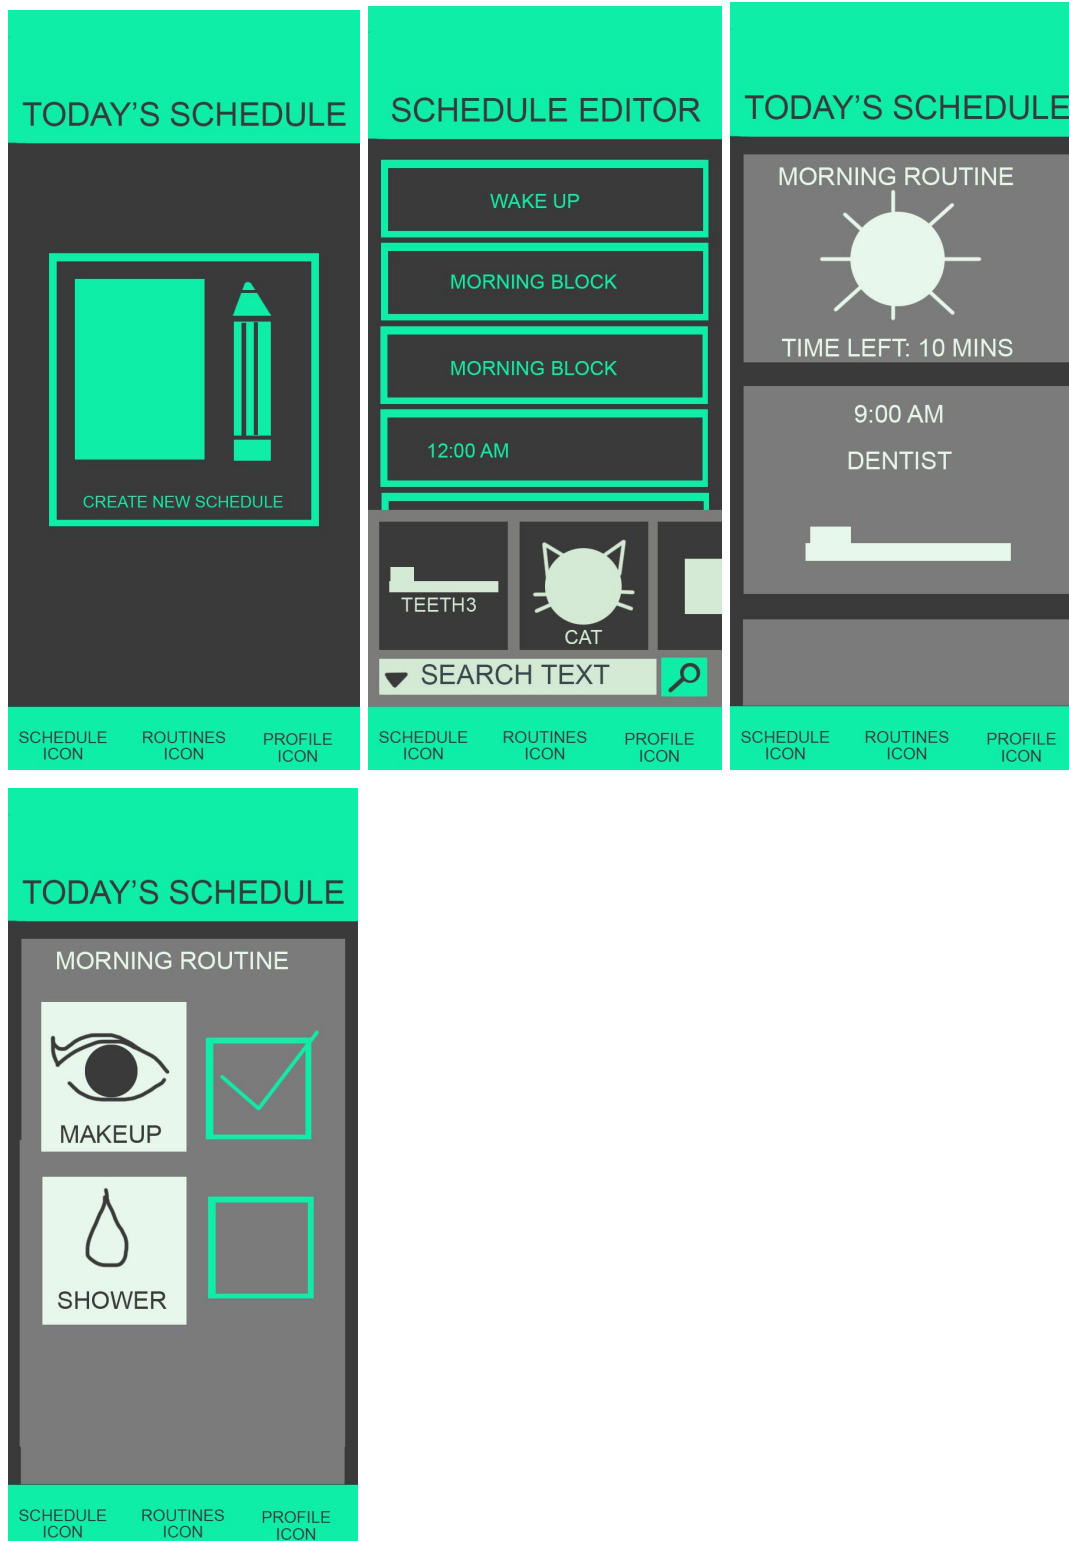 TODAY'S SCHEDULE
CREATE NEW SCHEDULE
SCHEDULE
ICON
ROUTINES
ICON
PROFILE
ICON
SCHEDULE EDITOR
WAKE UP
MORNING BLOCK
MORNING BLOCK
12:00 AM
TEETH3
CAT
SEARCH TEXT
SCHEDULE
ICON
ROUTINES
ICON
PROFILE
ICON
TODAY'S SCHEDULE
MORNING ROUTINE
TIME LEFT: 10 MINS
9:00 AM
DENTIST
SCHEDULE
ICON
ROUTINES
ICON
PROFILE
ICON
TODAY'S SCHEDULE
MORNING ROUTINE
MAKEUP
SHOWER
SCHEDULE
ICON
ROUTINES
ICON
PROFILE
ICON